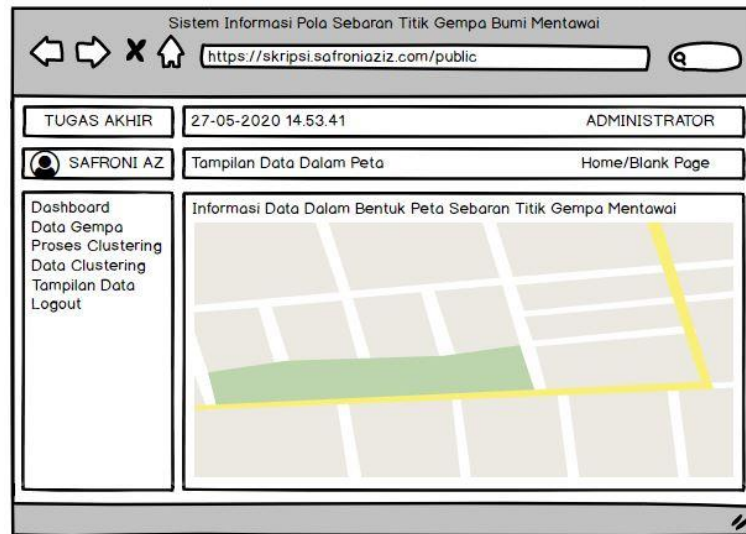 Sistem Informasi Pola Sebaran Titik Gempa Bumi Mentawai
https://skripsi.safroniaziz.com/public
TUGAS AKHIR
27-05-2020 14.53.41
ADMINISTRATOR
SAFRONI AZ
Tampilan Data Dalam Peta
Home/Blank Page
Dashboard
Data Gempa
Proses Clustering
Data Clustering
Tampilan Data
Logout
Informasi Data Dalam Bentuk Peta Sebaran Titik Gempa Mentawai